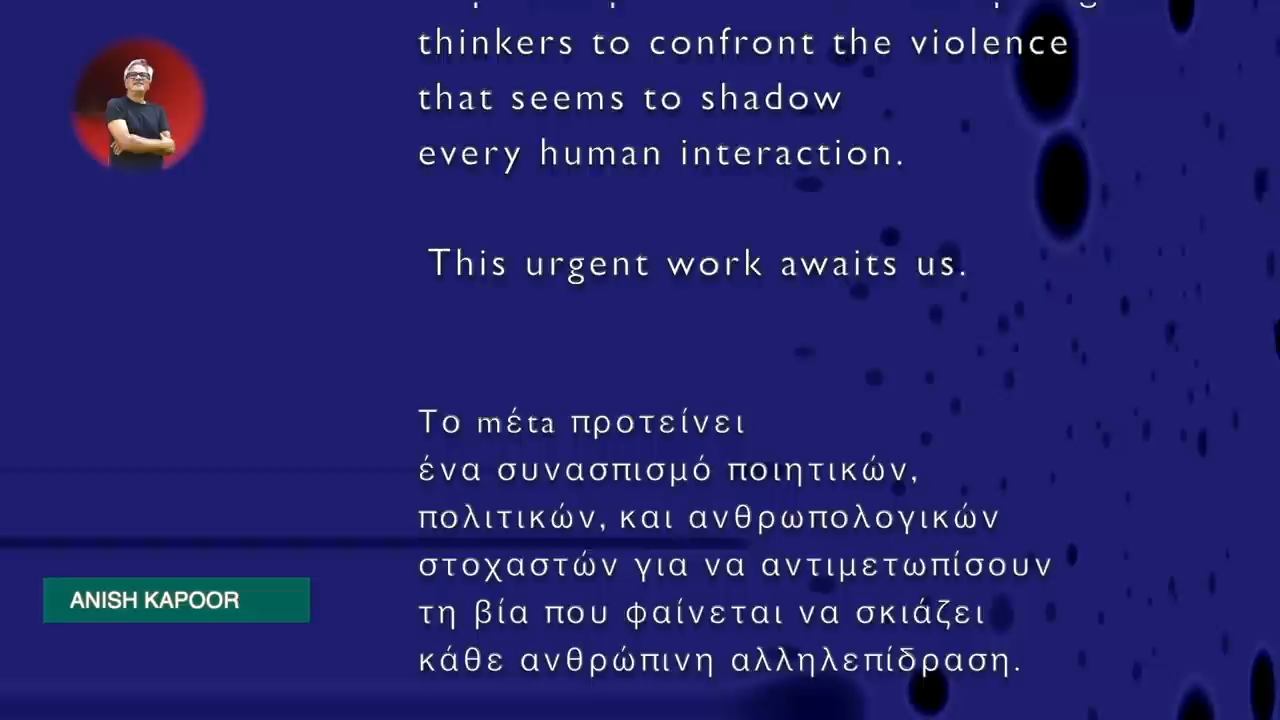 thinkers to confront the violence
that seems to shadow
every human interaction.
This urgent work awaits us.
Το mέta προτείνει
ένα συνασπισμό ποιητικών,
πολιτικών, και ανθρωπολογικών
στοχαστών για να αντιμετωπίσουν
τη βία που φαίνεται να σκιάζει
κάθε ανθρώπινη αλληλεπίδραση.
ANISH KAPOOR